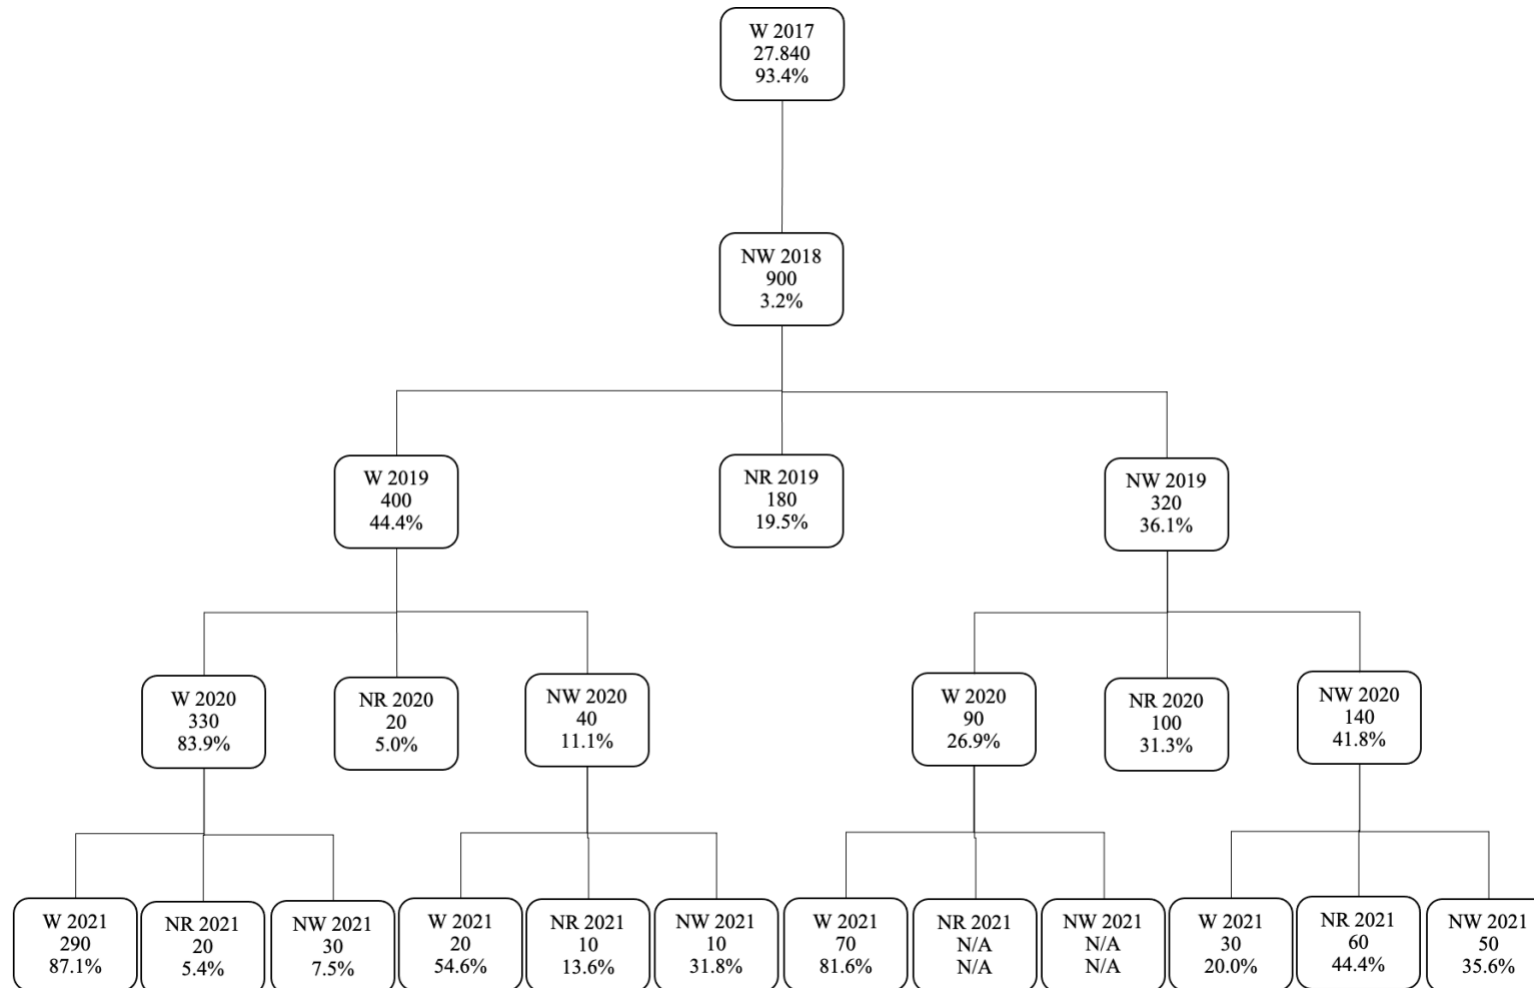 W 2017
27.840
93.4%
NW 2018
900
3.2%
W 2019
400
44.4%
NR 2019
180
19.5%
NW 2019
320
36.1%
W 2020
330
83.9%
NR 2020
20
5.0%
NW 2020
40
11.1%
W 2020
90
26.9%
NR 2020
100
31.3%
NW 2020
140
41.8%
W 2021
290
87.1%
NR 2021
20
5.4%
NW 2021
30
7.5%
W 2021
20
54.6%
NR 2021
10
13.6%
NW 2021
10
31.8%
W 2021
70
81.6%
NR 2021
N/A
N/A
NW 2021
N/A
N/A
W 2021
30
20.0%
NR 2021
60
44.4%
NW 2021
50
35.6%